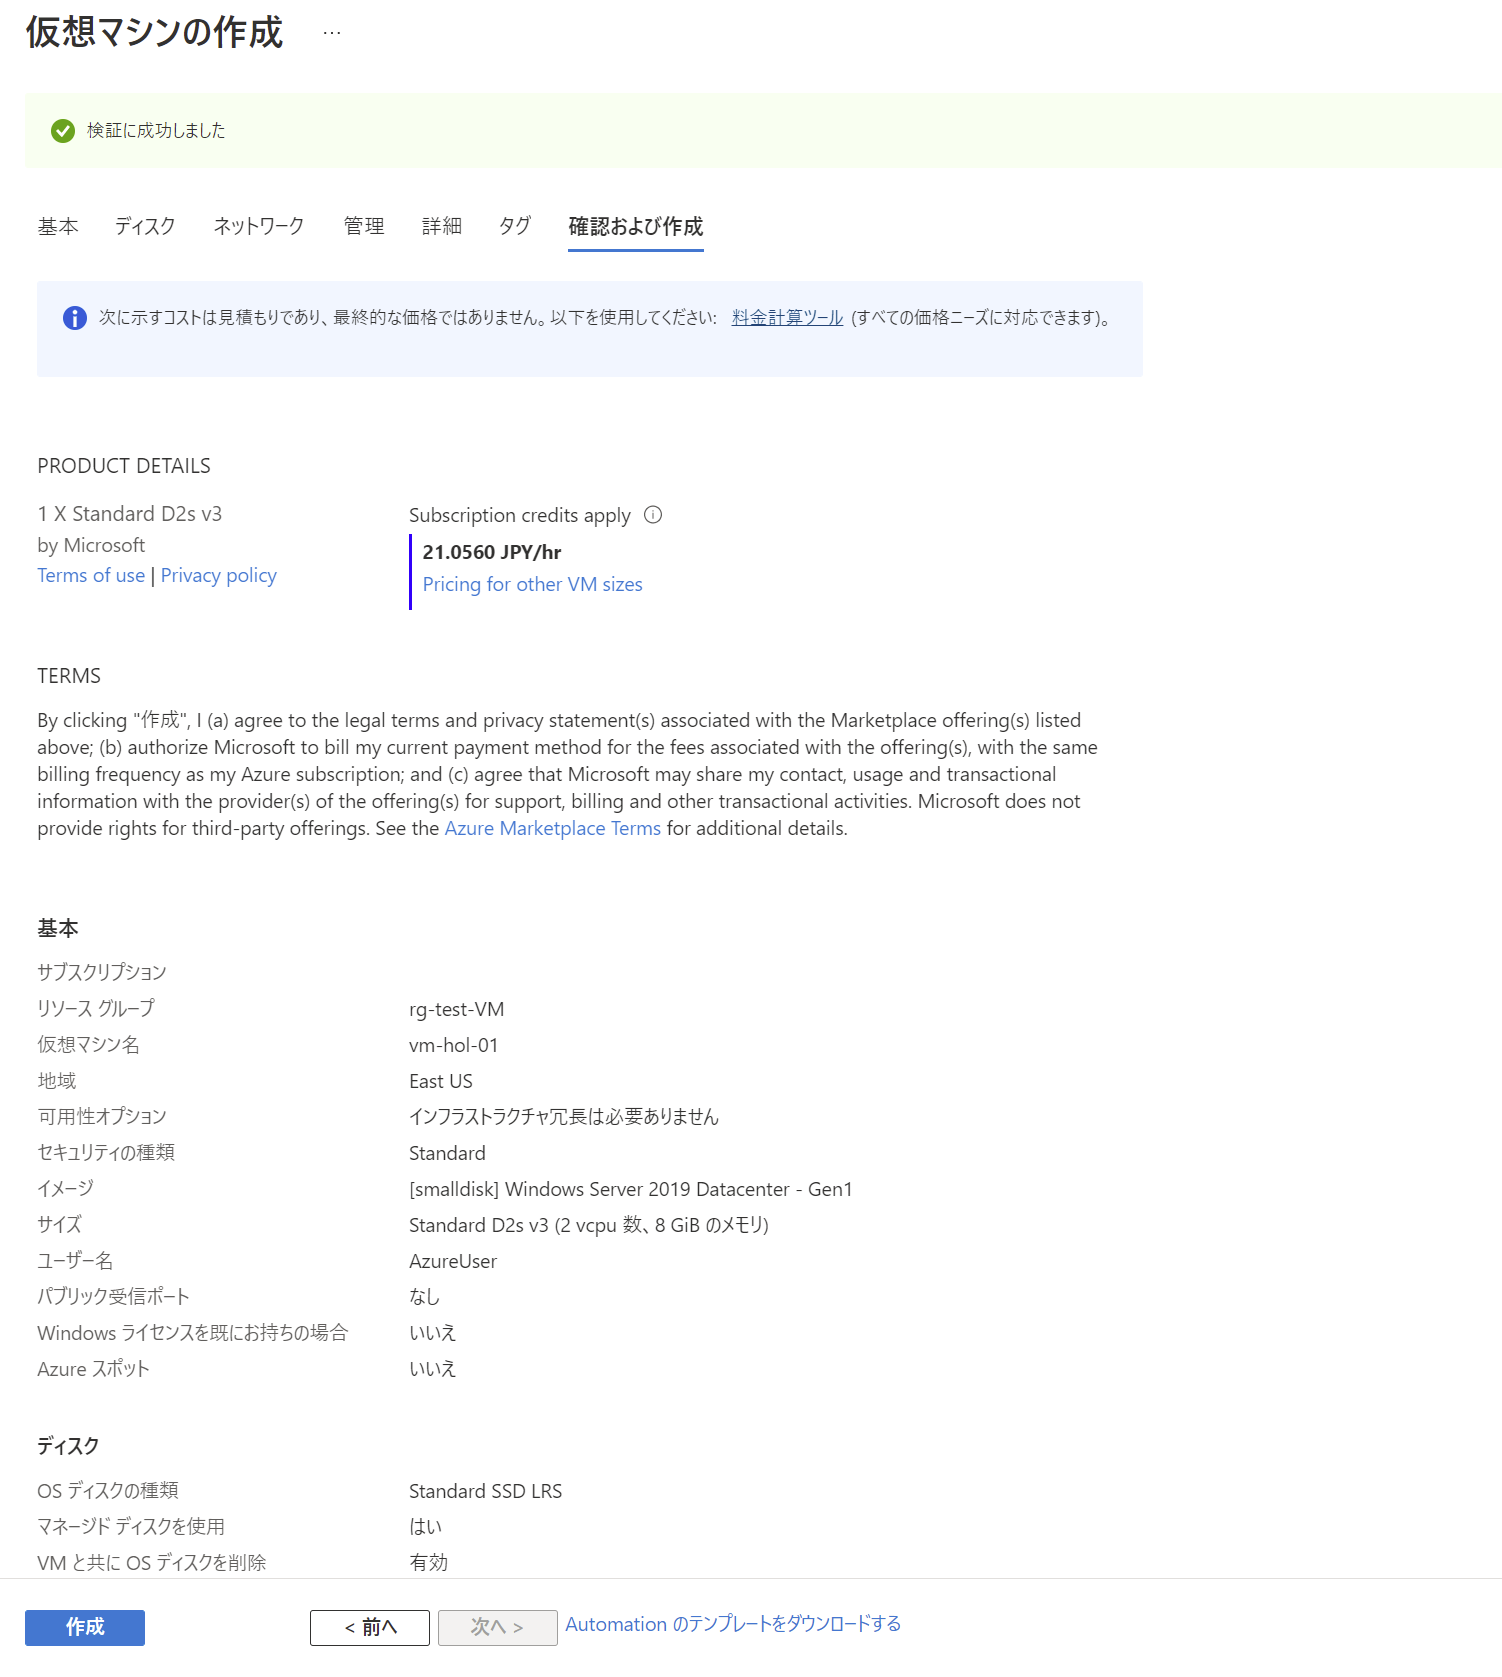 仮想マシンの作成 …
検証に成功しました
基本 ディスク ネットワーク 管理 詳細 タグ 確認および作成
次に示すコストは見積もりであり、最終的な価格ではありません。以下を使用してください: 料金計算ツール (すべての価格ニーズに対応できます)。
PRODUCT DETAILS
1 X Standard D2s v3
by Microsoft
Terms of use | Privacy policy
Subscription credits apply
21.0560 JPY/hr
Pricing for other VM sizes
TERMS
By clicking "作成", I (a) agree to the legal terms and privacy statement(s) associated with the Marketplace offering(s) listed
above; (b) authorize Microsoft to bill my current payment method for the fees associated with the offering(s), with the same
billing frequency as my Azure subscription; and (c) agree that Microsoft may share my contact, usage and transactional
information with the provider(s) of the offering(s) for support, billing and other transactional activities. Microsoft does not
provide rights for third-party offerings. See the Azure Marketplace Terms for additional details.
基本
サブスクリプション
リソース グループ rg-test-VM
仮想マシン名 vm-hol-01
地域 East US
可用性オプション インフラストラクチャ冗長は必要ありません
セキュリティの種類 Standard
イメージ [smalldisk] Windows Server 2019 Datacenter - Gen1
サイズ Standard D2s v3 (2 vcpu 数、8 GiB のメモリ)
ユーザー名 AzureUser
パブリック受信ポート なし
Windows ライセンスを既にお持ちの場合 いいえ
Azure スポット いいえ
ディスク
OS ディスクの種類 Standard SSD LRS
マネージド ディスクを使用 はい
VM と共に OS ディスクを削除 有効
作成 < 前へ 次へ > Automation のテンプレートをダウンロードする